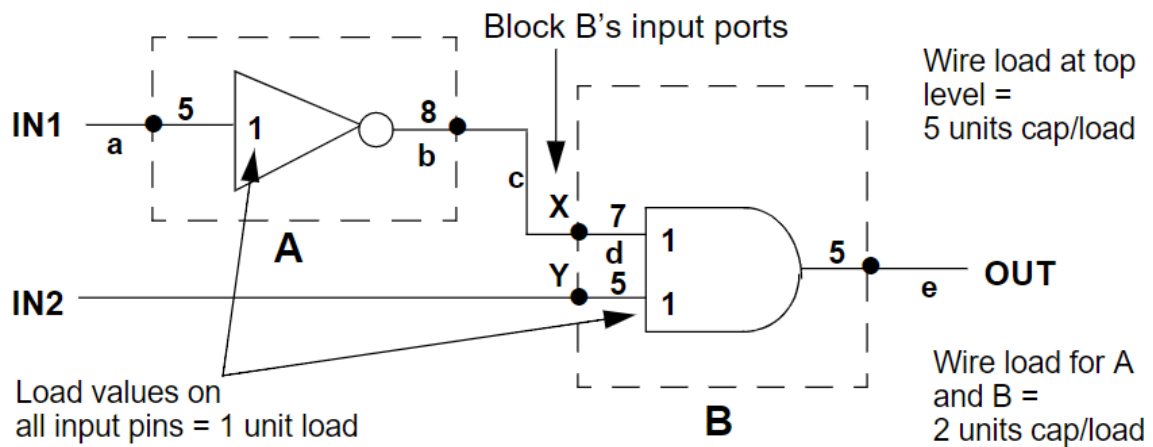 Block B's input ports
Wire load at top
level =
5 units cap/load
IN1
a
5
1
8
b
c
A
X
7
d
1
Y
5
1
5
e
OUT
IN2
Load values on
all input pins = 1 unit load
B
Wire load for A
and B =
2 units cap/load